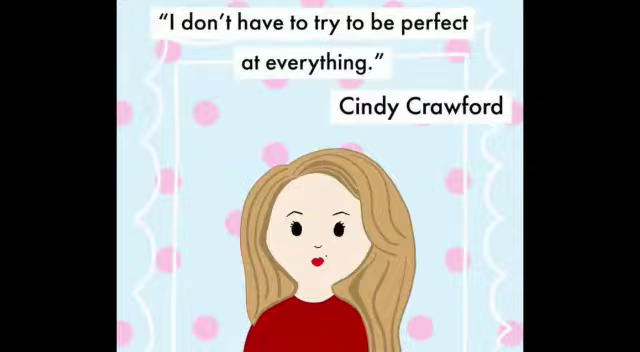 “I don’t have to try to be perfect
at everything.”
Cindy Crawford